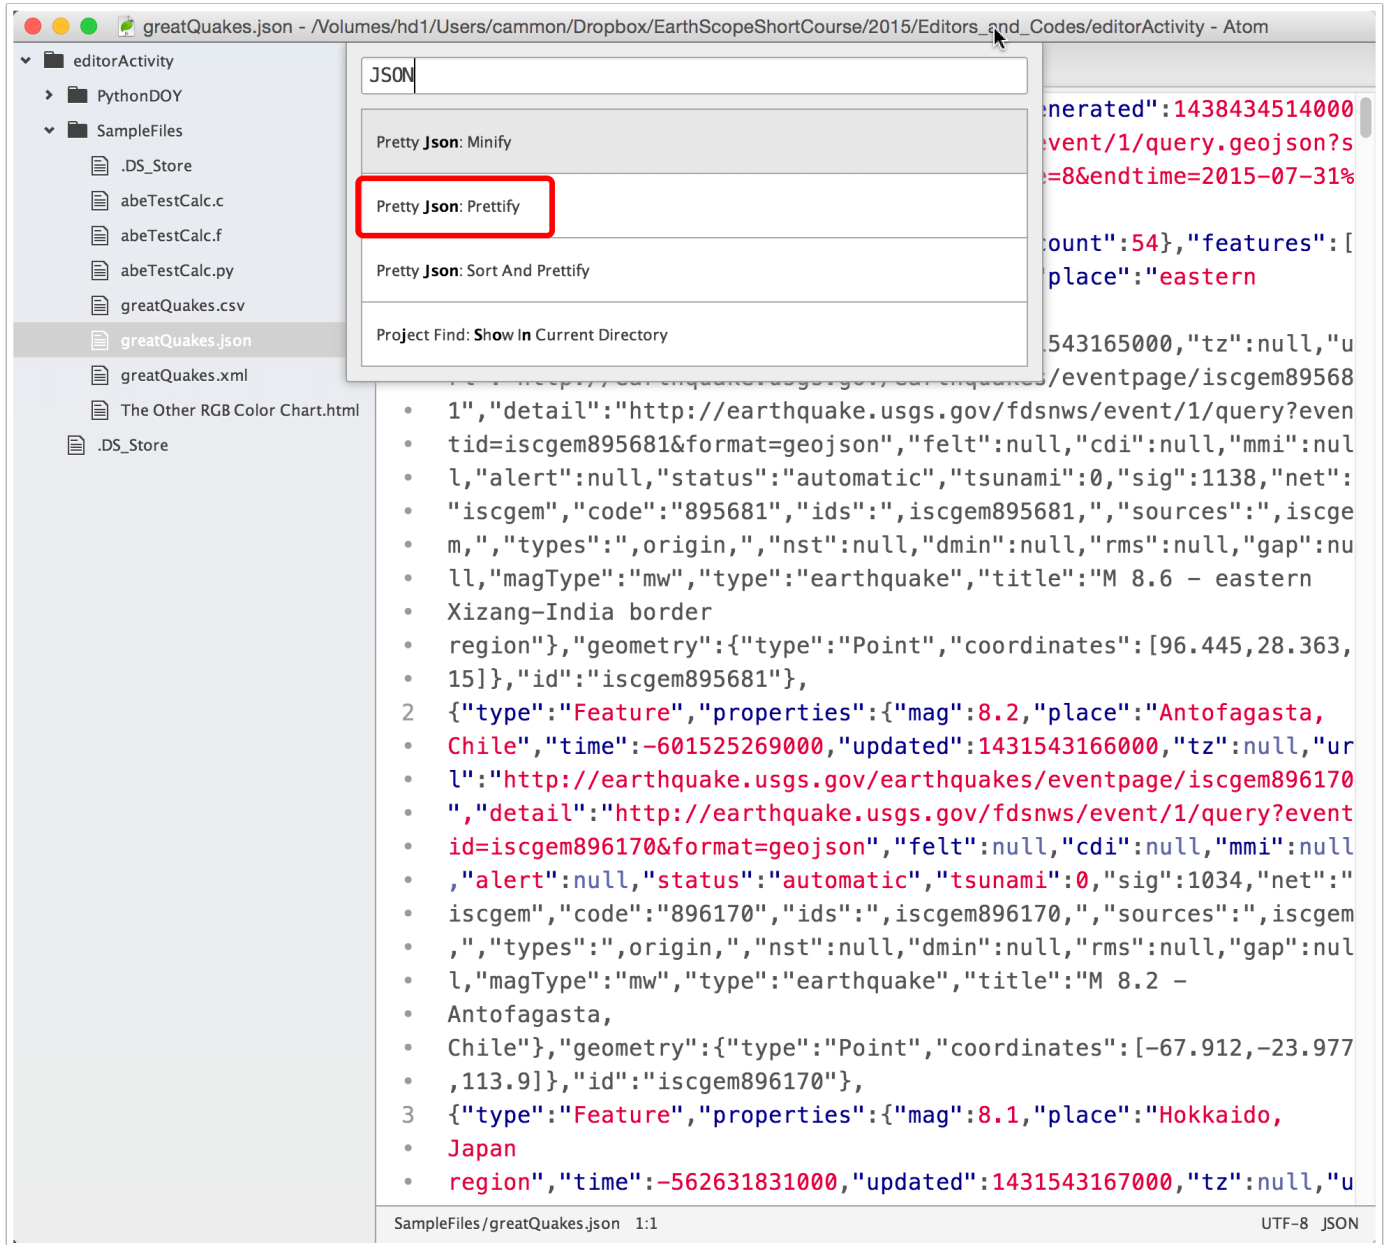 greatQuakes.json - /Volumes/hd1/Users/cammon/Dropbox/EarthScopeShortCourse/2015/Editors_and_Codes/editorActivity - Atom
editorActivity
PythonDOY
SampleFiles
.DS_Store
abeTestCalc.c
abeTestCalc.f
abeTestCalc.py
greatQuakes.csv
greatQuakes.json
greatQuakes.xml
The Other RGB Color Chart.html
.DS_Store
JSON
Pretty Json: Minify
Pretty Json: Prettify
Pretty Json: Sort And Prettify
Project Find: Show In Current Directory
enerated":1438434514000
event/1/query.geojson?s
=8&endtime=2015-07-31%
ount":54},"features":[
"place":"eastern
543165000,"tz":null,"u
rl":"http://earthquake.usgs.gov/earthquakes/eventpage/iscgem89568
1","detail":"http://earthquake.usgs.gov/fdsnws/event/1/query?even
tid=iscgem895681&format=geojson","felt":null,"cdi":null,"mmi":nul
l,"alert":null,"status":"automatic","tsunami":0,"sig":1138,"net":
"iscgem","code":"895681","ids":",iscgem895681,","sources":",iscge
m,","types":",origin,","nst":null,"dmin":null,"rms":null,"gap":nu
ll,"magType":"mw","type":"earthquake","title":"M 8.6 - eastern
Xizang-India border
region"},"geometry":{"type":"Point","coordinates":[96.445,28.363,
15]},"id":"iscgem895681"},
2 {"type":"Feature","properties":{"mag":8.2,"place":"Antofagasta,
Chile","time":-601525269000,"updated":1431543166000,"tz":null,"ur
l":"http://earthquake.usgs.gov/earthquakes/eventpage/iscgem896170
","detail":"http://earthquake.usgs.gov/fdsnws/event/1/query?event
id=iscgem896170&format=geojson","felt":null,"cdi":null,"mmi":null
,"alert":null,"status":"automatic","tsunami":0,"sig":1034,"net":"
iscgem","code":"896170","ids":",iscgem896170,","sources":",iscgem
,","types":",origin,","nst":null,"dmin":null,"rms":null,"gap":nul
l,"magType":"mw","type":"earthquake","title":"M 8.2 -
Antofagasta,
Chile"},"geometry":{"type":"Point","coordinates":[-67.912,-23.977
,113.9]},"id":"iscgem896170"},
3 {"type":"Feature","properties":{"mag":8.1,"place":"Hokkaido,
Japan
region","time":-562631831000,"updated":1431543167000,"tz":null,"u
SampleFiles/greatQuakes.json 1:1
UTF-8 JSON